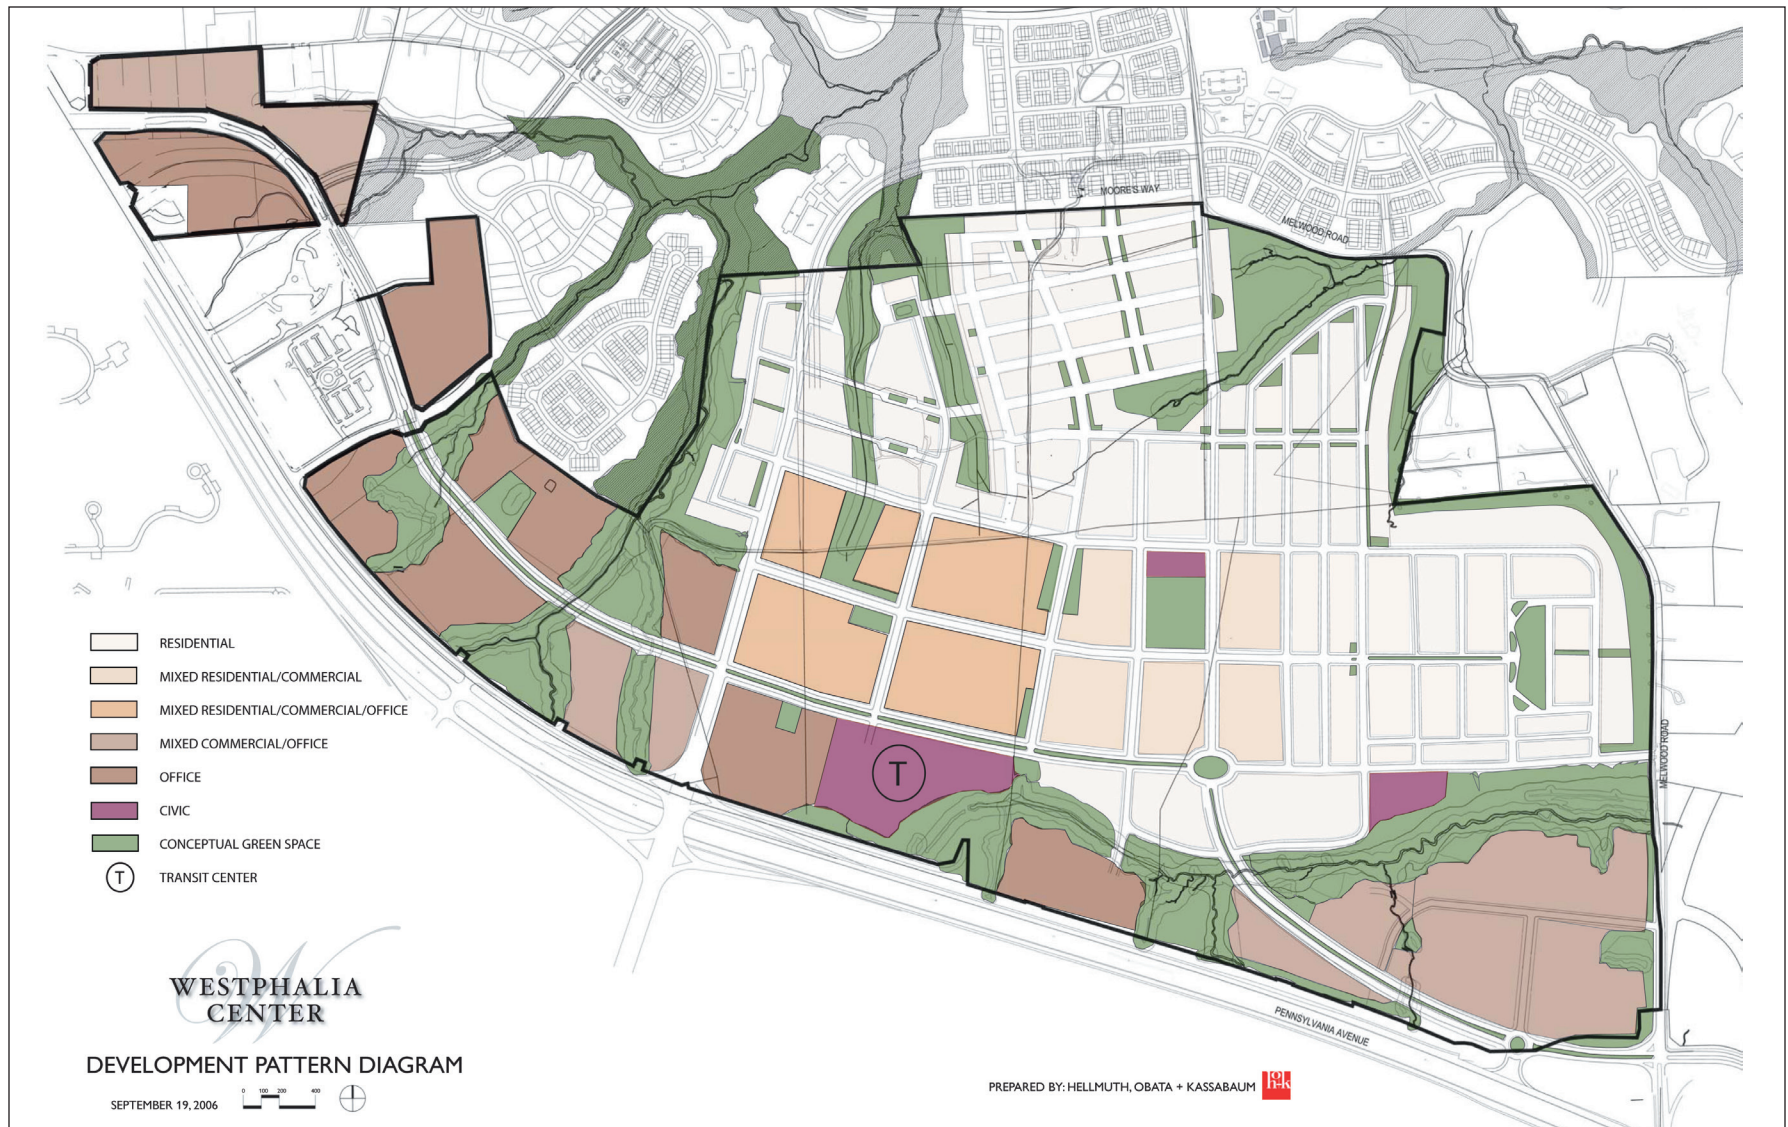 MOORE'S WAY
MELWOOD ROAD
RESIDENTIAL
MIXED RESIDENTIAL/COMMERCIAL
MIXED RESIDENTIAL/COMMERCIAL/OFFICE
MIXED COMMERCIAL/OFFICE
OFFICE
CIVIC
CONCEPTUAL GREEN SPACE
T TRANSIT CENTER
T
MELWOOD ROAD
W
WESTPHALIA
CENTER
DEVELOPMENT PATTERN DIAGRAM
SEPTEMBER 19, 2006
0 100 200 400
PENNSYLVANIA AVENUE
PREPARED BY: HELLMUTH, OBATA + KASSABAUM
hok